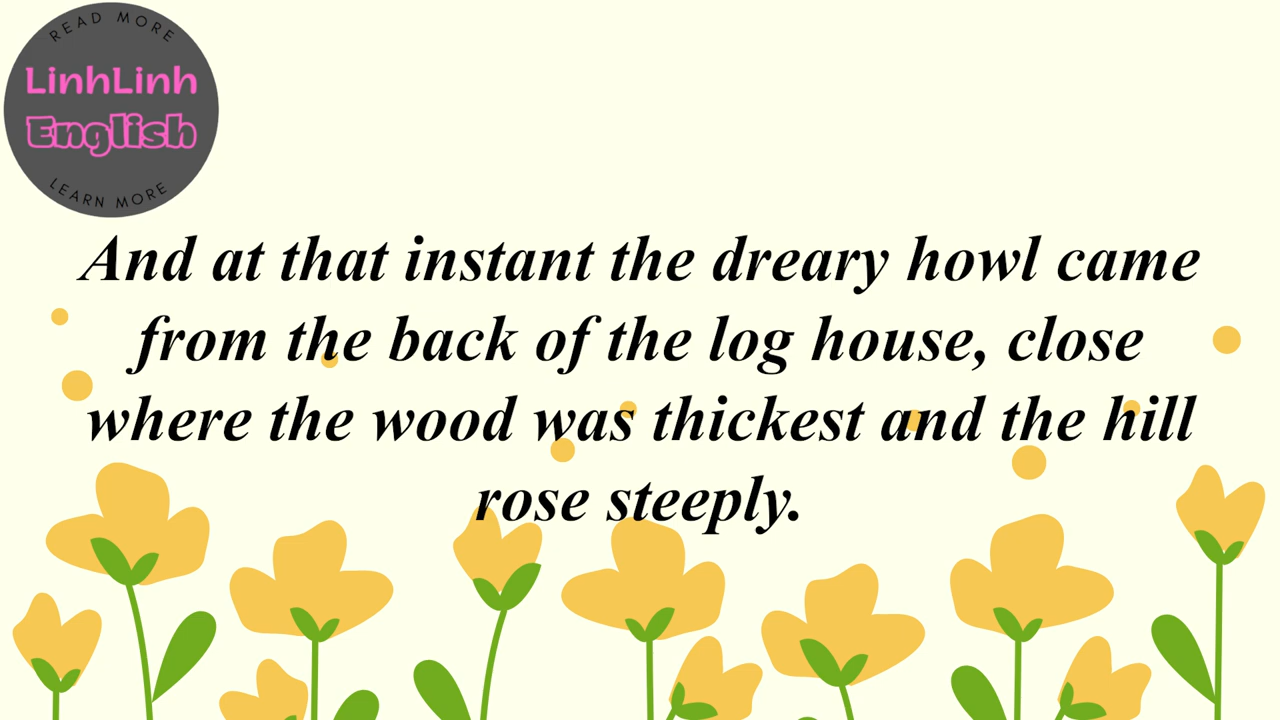 READ MORE
LinhLinh
English
LEARN MORE
And at that instant the dreary howl came
from the back of the log house, close
where the wood was thickest and the hill
rose steeply.